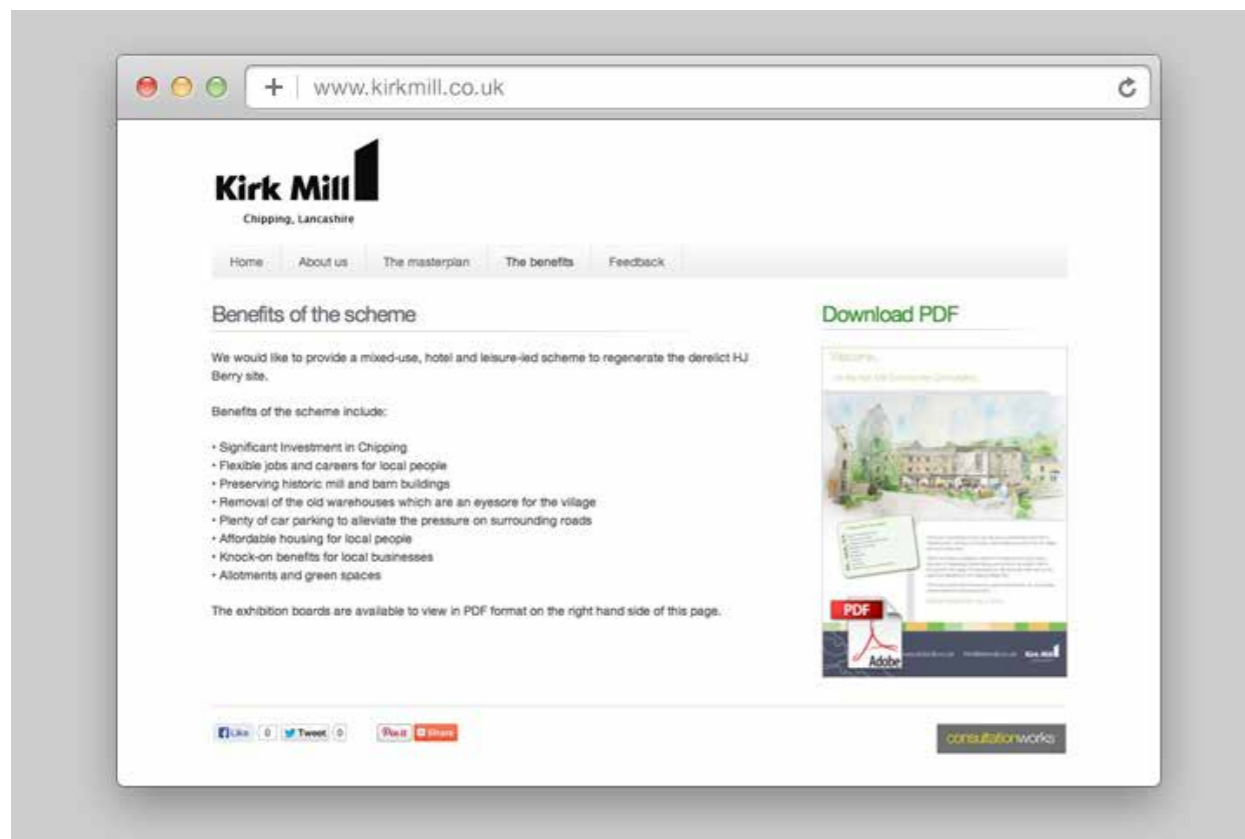 www.kirkmill.co.uk
Kirk Mill
Chipping, Lancashire
Home About us The masterplan The benefits Feedback
Benefits of the scheme
Download PDF
We would like to provide a mixed-use, hotel and leisure-led scheme to regenerate the derelict HJ
Berry site.
Benefits of the scheme include:
• Significant Investment in Chipping
• Flexible jobs and careers for local people
• Preserving historic mill and barn buildings
• Removal of the old warehouses which are an eyesore for the village
• Plenty of car parking to alleviate the pressure on surrounding roads
• Affordable housing for local people
• Knock-on benefits for local businesses
• Allotments and green spaces
The exhibition boards are available to view in PDF format on the right hand side of this page.
Welcome...
PDF
Adobe
Kirk Mill
Like 0 Tweet 0 Pin it Share
consultationworks